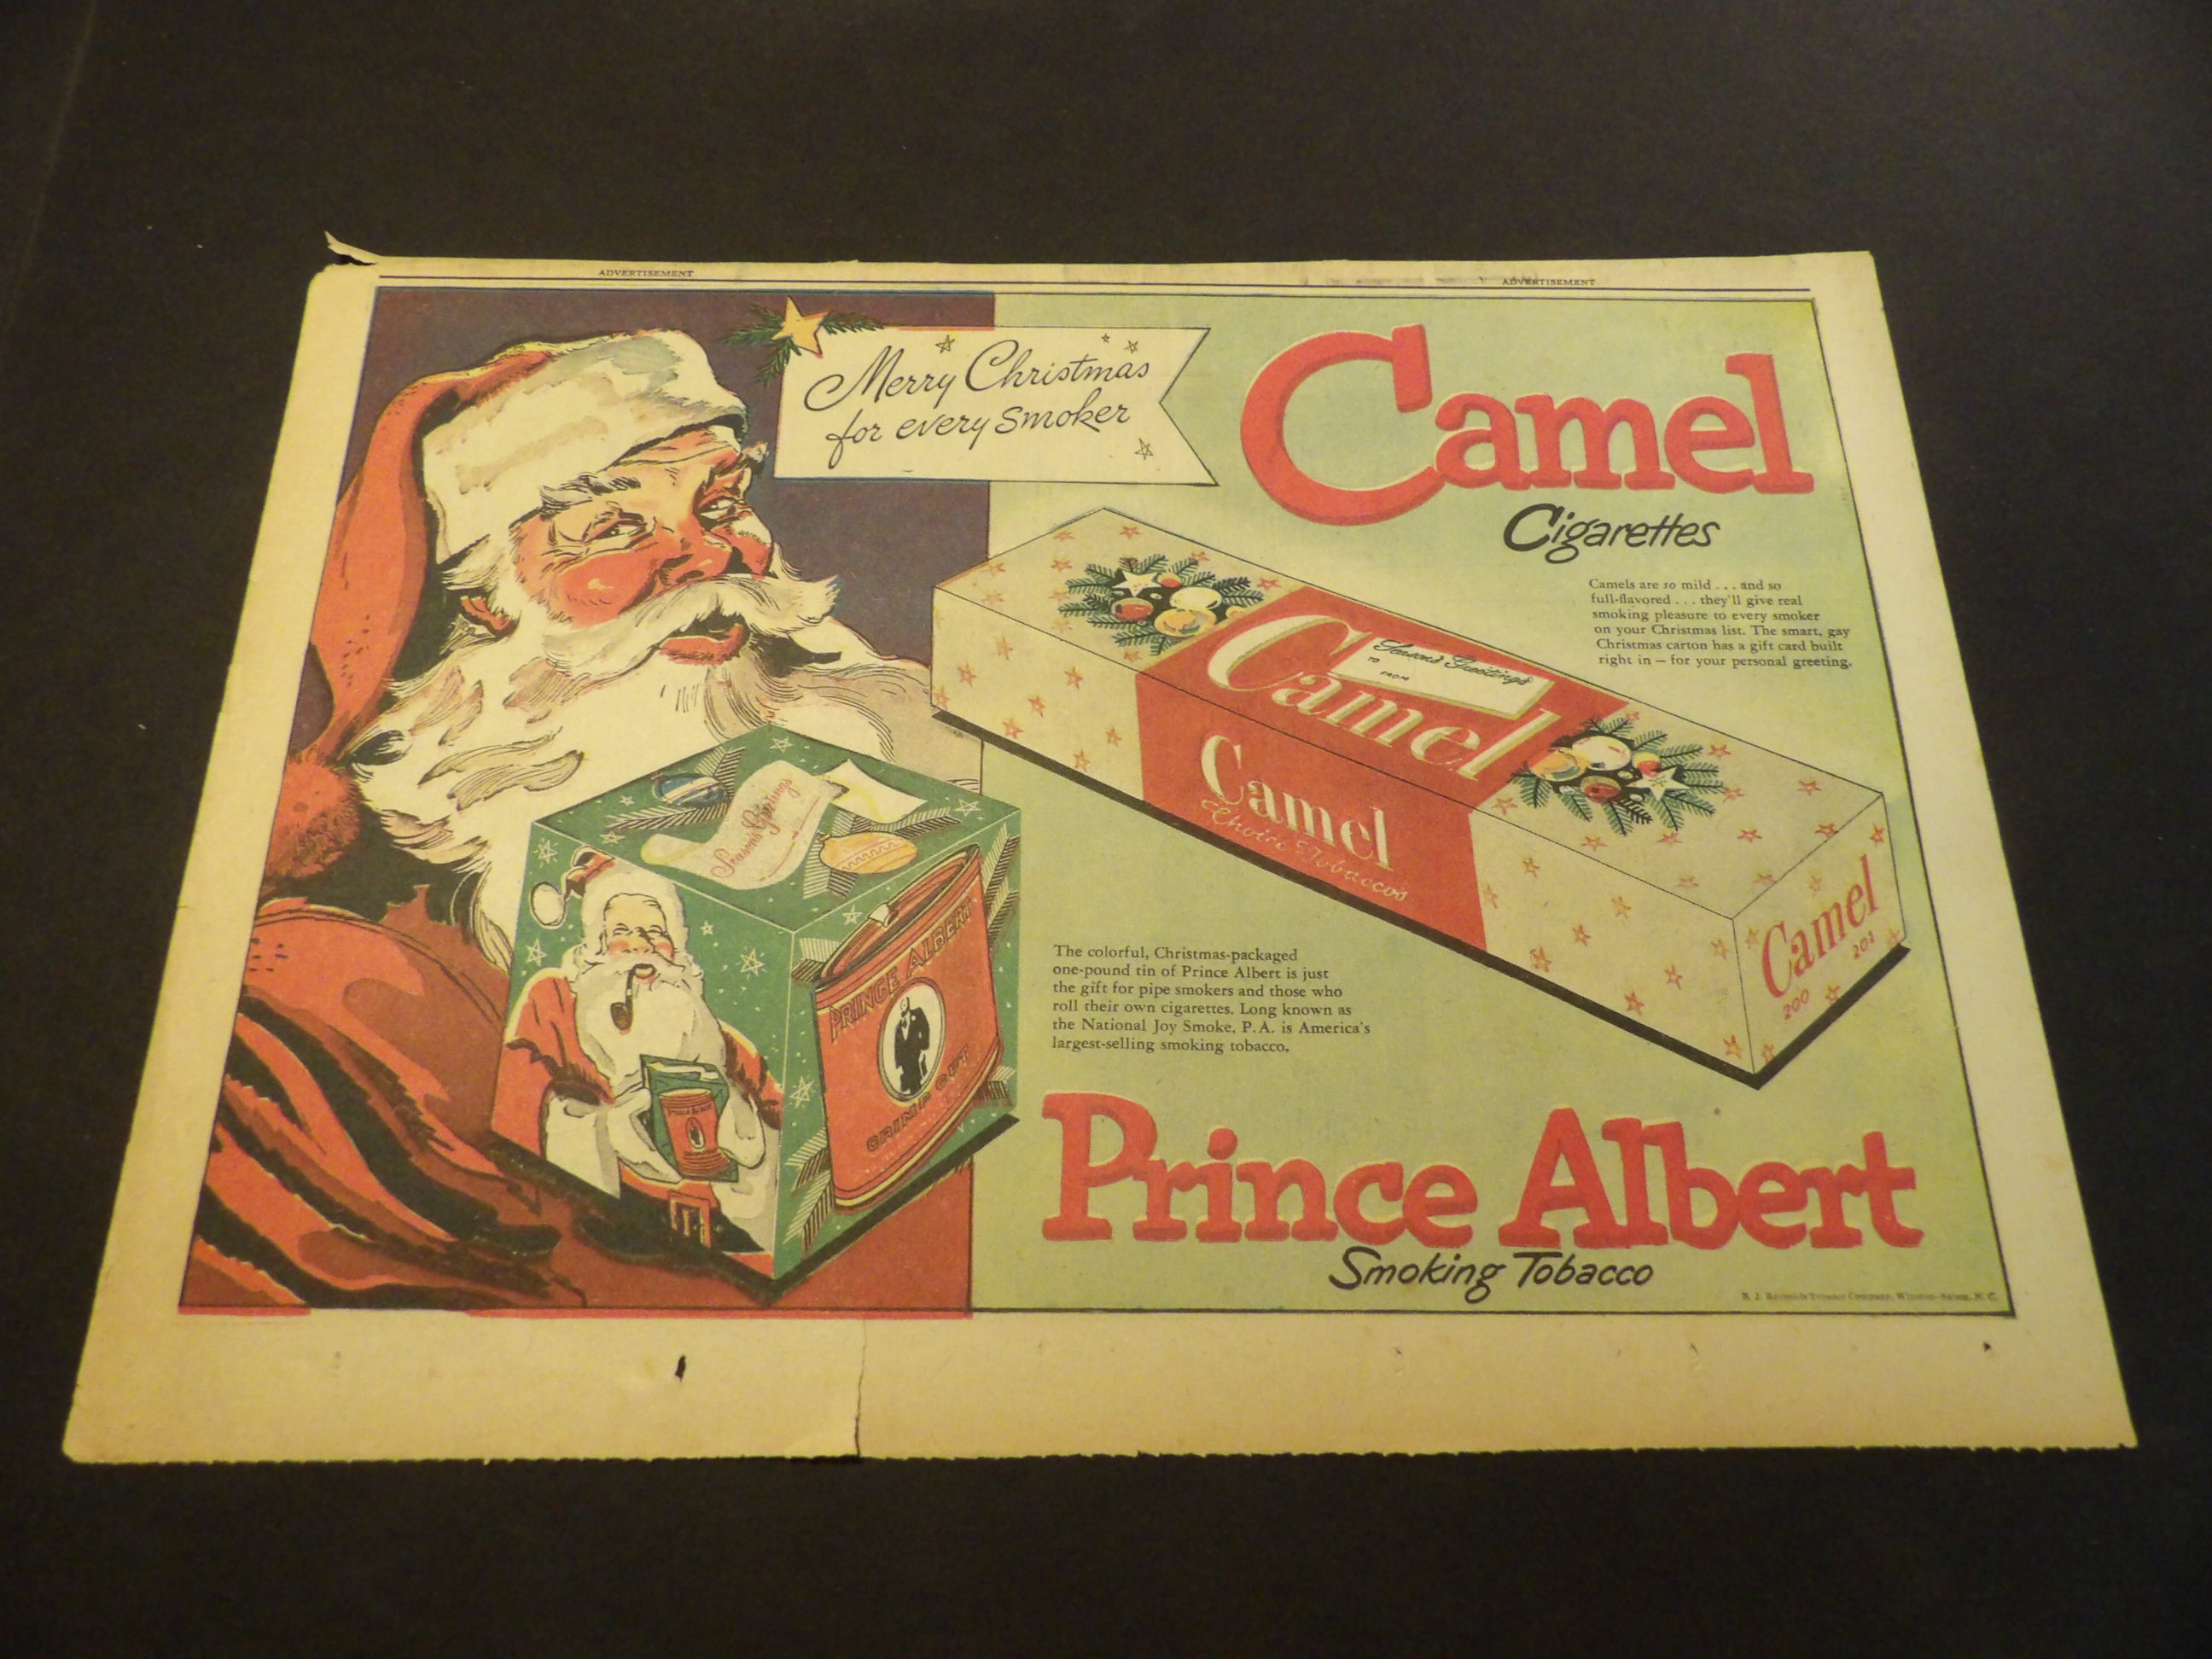 ADVERTISEMENT
ADVERTISEMENT
Merry Christmas
for every smoker
Camel
Cigarettes
Camels are so mild . . . and so
full-flavored . . . they'll give real
smoking pleasure to every smoker
on your Christmas list. The smart, gay
Christmas carton has a gift card built
right in — for your personal greeting.
Seasons Greetings
TO
FROM
Camel
Camel
Choice Tobaccos
Camel
200
Season's Greetings
PRINCE ALBERT
CRIMP CUT
The colorful, Christmas-packaged
one-pound tin of Prince Albert is just
the gift for pipe smokers and those who
roll their own cigarettes. Long known as
the National Joy Smoke, P.A. is America's
largest-selling smoking tobacco.
Prince Albert
Smoking Tobacco
R. J. Reynolds Tobacco Company, Winston-Salem, N. C.